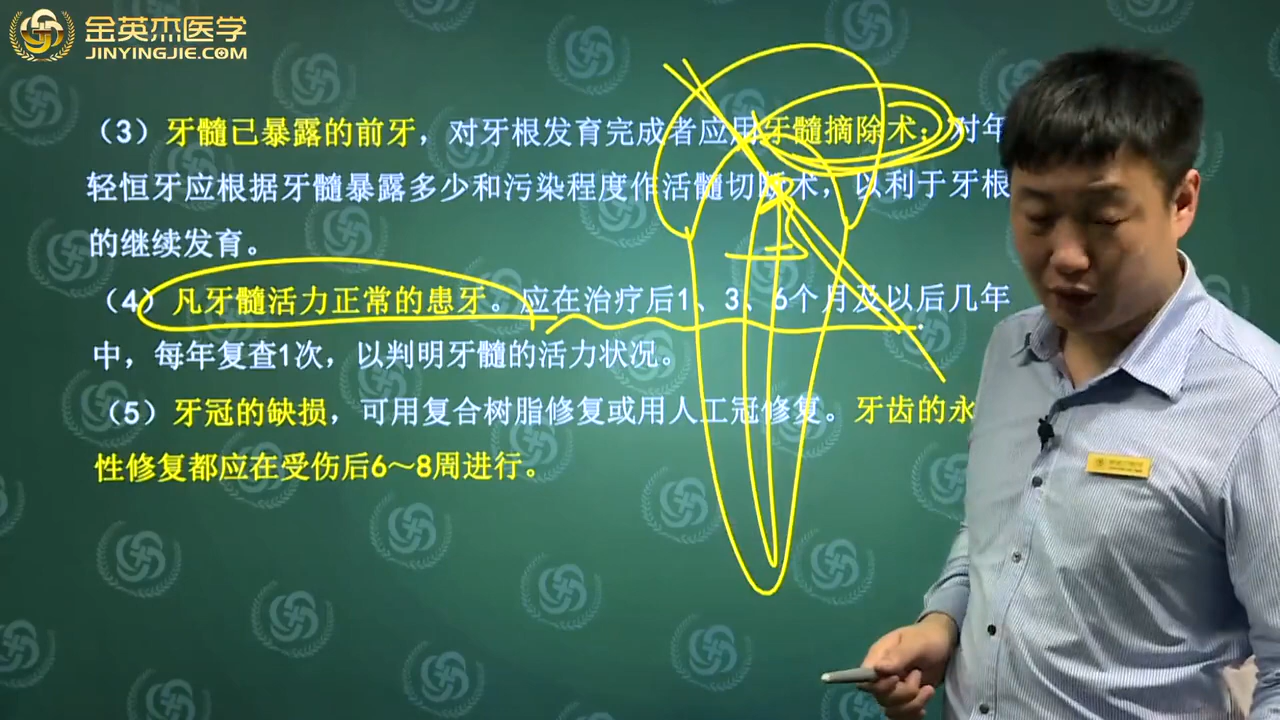 金英杰医学
JINYINGJIE.COM
（3）牙髓已暴露的前牙，对牙根发育完成者应用牙髓摘除术；对年
轻恒牙应根据牙髓暴露多少和污染程度作活髓切断术，以利于牙根
的继续发育。
（4）凡牙髓活力正常的患牙。应在治疗后1、3、6个月及以后几年
中，每年复查1次，以判明牙髓的活力状况。
（5）牙冠的缺损，可用复合树脂修复或用人工冠修复。牙齿的永
性修复都应在受伤后6～8周进行。